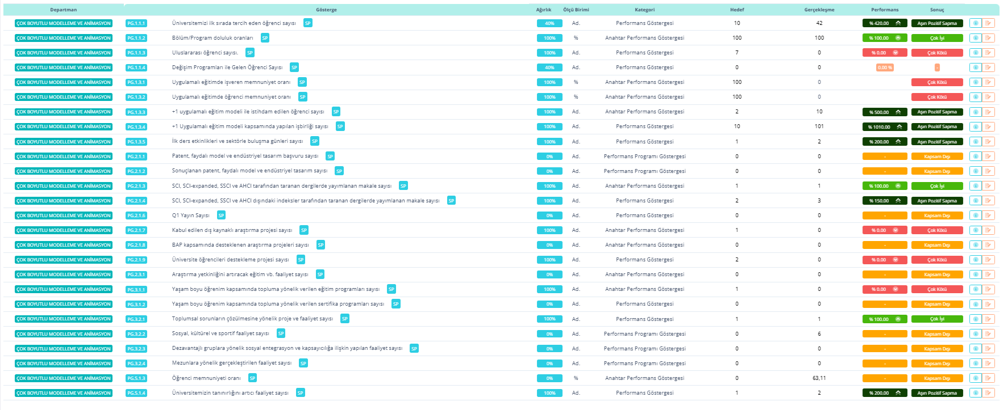 Departman Gösterge Ağırlık Ölçü Birimi Kategori Hedef Gerçekleşme Performans Sonuç
ÇOK BOYUTLU MODELLEME VE ANİMASYON PG.1.1.1 Üniversitemizi ilk sırada tercih eden öğrenci sayısı SP 40% Ad. Performans Göstergesi 10 42 % 420.00 Aşırı Pozitif Sapma
ÇOK BOYUTLU MODELLEME VE ANİMASYON PG.1.1.2 Bölüm/Program doluluk oranları SP 100% % Anahtar Performans Göstergesi 100 100 % 100.00 Çok İyi
ÇOK BOYUTLU MODELLEME VE ANİMASYON PG.1.1.3 Uluslararası öğrenci sayısı. SP 100% Ad. Performans Göstergesi 7 0 % 0.00 Çok Kötü
ÇOK BOYUTLU MODELLEME VE ANİMASYON PG.1.1.4 Değişim Programları ile Gelen Öğrenci Sayısı SP 40% Ad. Performans Göstergesi 0 0 0.00 % -
ÇOK BOYUTLU MODELLEME VE ANİMASYON PG.1.3.1 Uygulamalı eğitimde işveren memnuniyet oranı SP 100% % Anahtar Performans Göstergesi 100 0 Çok Kötü
ÇOK BOYUTLU MODELLEME VE ANİMASYON PG.1.3.2 Uygulamalı eğitimde öğrenci memnuniyet oranı SP 100% % Anahtar Performans Göstergesi 100 0 Çok Kötü
ÇOK BOYUTLU MODELLEME VE ANİMASYON PG.1.3.3 +1 uygulamalı eğitim modeli ile istihdam edilen öğrenci sayısı SP 100% Ad. Anahtar Performans Göstergesi 2 10 % 500.00 Aşırı Pozitif Sapma
ÇOK BOYUTLU MODELLEME VE ANİMASYON PG.1.3.4 +1 Uygulamalı eğitim modeli kapsamında yapılan işbirliği sayısı SP 100% Ad. Performans Göstergesi 10 101 % 1010.00 Aşırı Pozitif Sapma
ÇOK BOYUTLU MODELLEME VE ANİMASYON PG.1.3.5 İlk ders etkinlikleri ve sektörle buluşma günleri sayısı SP 100% Ad. Performans Göstergesi 1 2 % 200.00 Aşırı Pozitif Sapma
ÇOK BOYUTLU MODELLEME VE ANİMASYON PG.2.1.1 Patent, faydalı model ve endüstriyel tasarım başvuru sayısı SP 0% Ad. Performans Programı Göstergesi 0 0 - Kapsam Dışı
ÇOK BOYUTLU MODELLEME VE ANİMASYON PG.2.1.2 Sonuçlanan patent, faydalı model ve endüstriyel tasarım sayısı SP 0% Ad. Performans Programı Göstergesi 0 0 - Kapsam Dışı
ÇOK BOYUTLU MODELLEME VE ANİMASYON PG.2.1.3 SCI, SCI-expanded, SSCI ve AHCI tarafından taranan dergilerde yayımlanan makale sayısı SP 100% Ad. Anahtar Performans Göstergesi 1 1 % 100.00 Çok İyi
ÇOK BOYUTLU MODELLEME VE ANİMASYON PG.2.1.4 SCI, SCI-expanded, SSCI ve AHCI dışındaki indeksler tarafından taranan dergilerde yayımlanan makale sayısı SP 100% Ad. Performans Göstergesi 2 3 % 150.00 Aşırı Pozitif Sapma
ÇOK BOYUTLU MODELLEME VE ANİMASYON PG.2.1.6 Q1 Yayın Sayısı SP 0% Ad. Performans Göstergesi 0 0 - Kapsam Dışı
ÇOK BOYUTLU MODELLEME VE ANİMASYON PG.2.1.7 Kabul edilen dış kaynaklı araştırma projesi sayısı SP 100% Ad. Anahtar Performans Göstergesi 1 0 % 0.00 Çok Kötü
ÇOK BOYUTLU MODELLEME VE ANİMASYON PG.2.1.8 BAP kapsamında desteklenen araştırma projeleri sayısı SP 0% Ad. Anahtar Performans Göstergesi 0 0 - Kapsam Dışı
ÇOK BOYUTLU MODELLEME VE ANİMASYON PG.2.1.9 Üniversite öğrencileri destekleme projesi sayısı SP 100% Ad. Performans Göstergesi 2 0 % 0.00 Çok Kötü
ÇOK BOYUTLU MODELLEME VE ANİMASYON PG.2.3.1 Araştırma yetkinliğini artıracak eğitim vb. faaliyet sayısı SP 0% Ad. Anahtar Performans Göstergesi 0 0 - Kapsam Dışı
ÇOK BOYUTLU MODELLEME VE ANİMASYON PG.3.1.1 Yaşam boyu öğrenim kapsamında topluma yönelik verilen eğitim programları sayısı SP 100% Ad. Anahtar Performans Göstergesi 1 0 % 0.00 Çok Kötü
ÇOK BOYUTLU MODELLEME VE ANİMASYON PG.3.1.2 Yaşam boyu öğrenim kapsamında topluma yönelik verilen sertifika programları sayısı SP 0% Ad. Performans Göstergesi 0 0 - Kapsam Dışı
ÇOK BOYUTLU MODELLEME VE ANİMASYON PG.3.2.1 Toplumsal sorunların çözülmesine yönelik proje ve faaliyet sayısı SP 100% Ad. Performans Göstergesi 1 1 % 100.00 Çok İyi
ÇOK BOYUTLU MODELLEME VE ANİMASYON PG.3.2.2 Sosyal, kültürel ve sportif faaliyet sayısı SP 0% Ad. Performans Programı Göstergesi 0 6 - Kapsam Dışı
ÇOK BOYUTLU MODELLEME VE ANİMASYON PG.3.2.3 Dezavantajlı gruplara yönelik sosyal entegrasyon ve kapsayıcılığa ilişkin yapılan faaliyet sayısı SP 0% Ad. Performans Programı Göstergesi 0 0 - Kapsam Dışı
ÇOK BOYUTLU MODELLEME VE ANİMASYON PG.3.2.4 Mezunlara yönelik gerçekleştirilen faaliyet sayısı SP 0% Ad. Performans Programı Göstergesi 0 0 - Kapsam Dışı
ÇOK BOYUTLU MODELLEME VE ANİMASYON PG.5.1.3 Öğrenci memnuniyeti oranı SP 0% % Anahtar Performans Göstergesi 0 63,11 - Kapsam Dışı
ÇOK BOYUTLU MODELLEME VE ANİMASYON PG.5.1.4 Üniversitemizin tanınırlığını artıcı faaliyet sayısı SP 100% Ad. Performans Göstergesi 1 2 % 200.00 Aşırı Pozitif Sapma